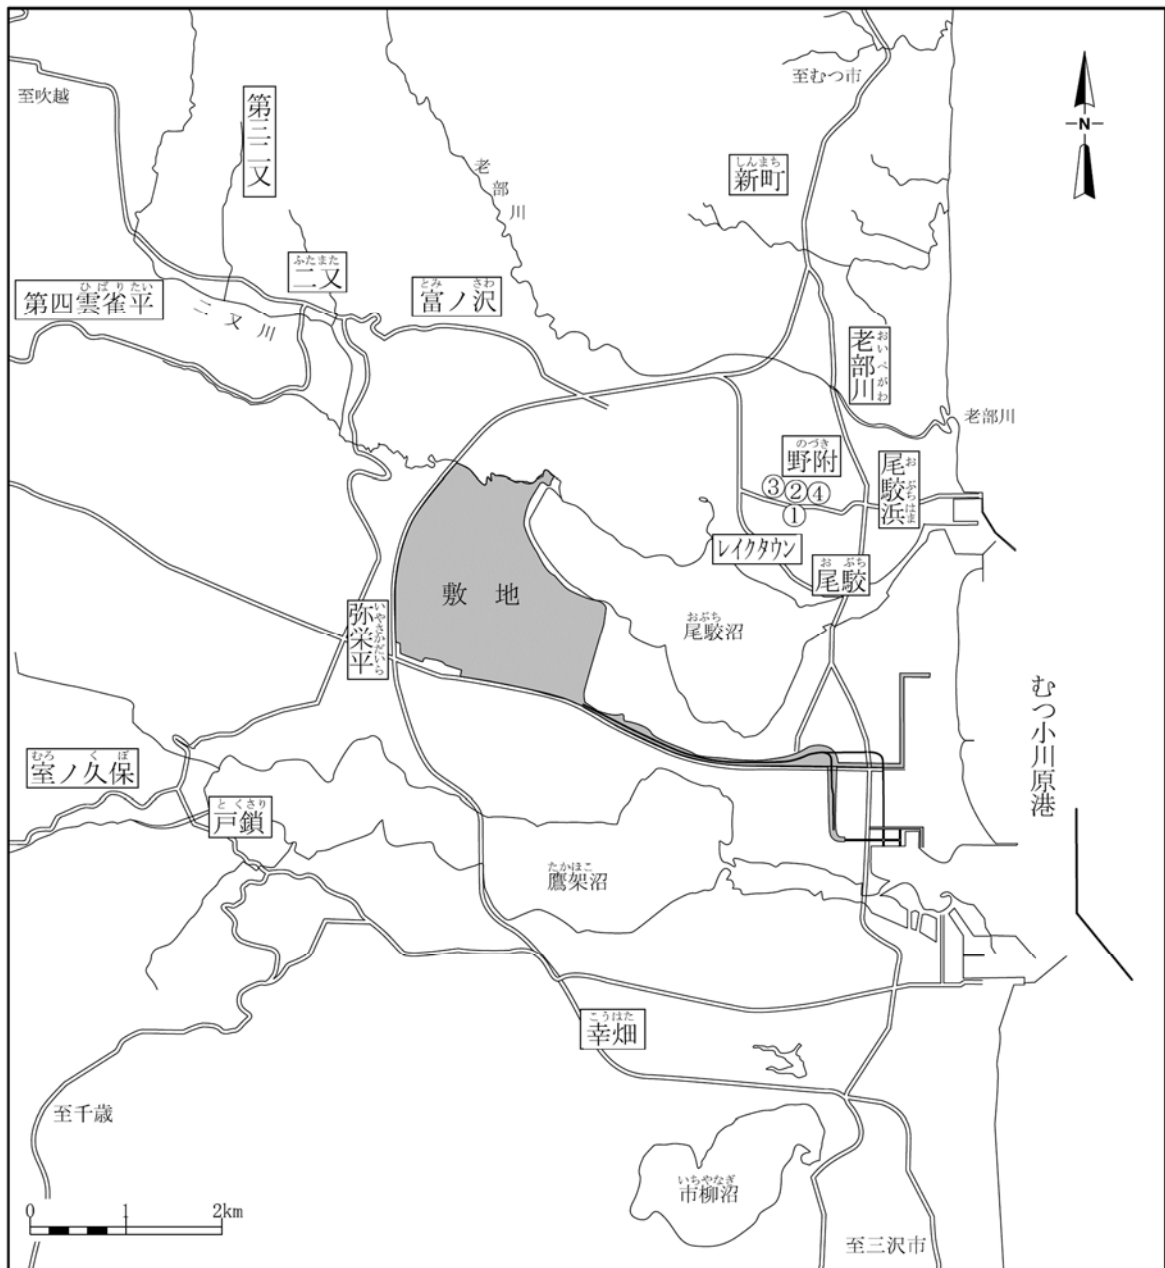 至むつ市
至吹越
N
第三二又
しんまち
新町
老部川
ふたまた
二又
ひばりたい
第四雲雀平
とみ さわ
富ノ沢
二又川
おいべがわ
老部川
老部川
のづき
野附
おぶちはま
尾駮浜
③②④
①
レイクタウン
おぶち
尾駮
敷地
いやさかだいら
弥栄平
おぶち
尾駮沼
むつ小川原港
むろ くぼ
室ノ久保
と くさり
戸鎖
たかほこ
鷹架沼
こうはた
幸畑
至千歳
いちやなぎ
市柳沼
0 1 2km
至三沢市